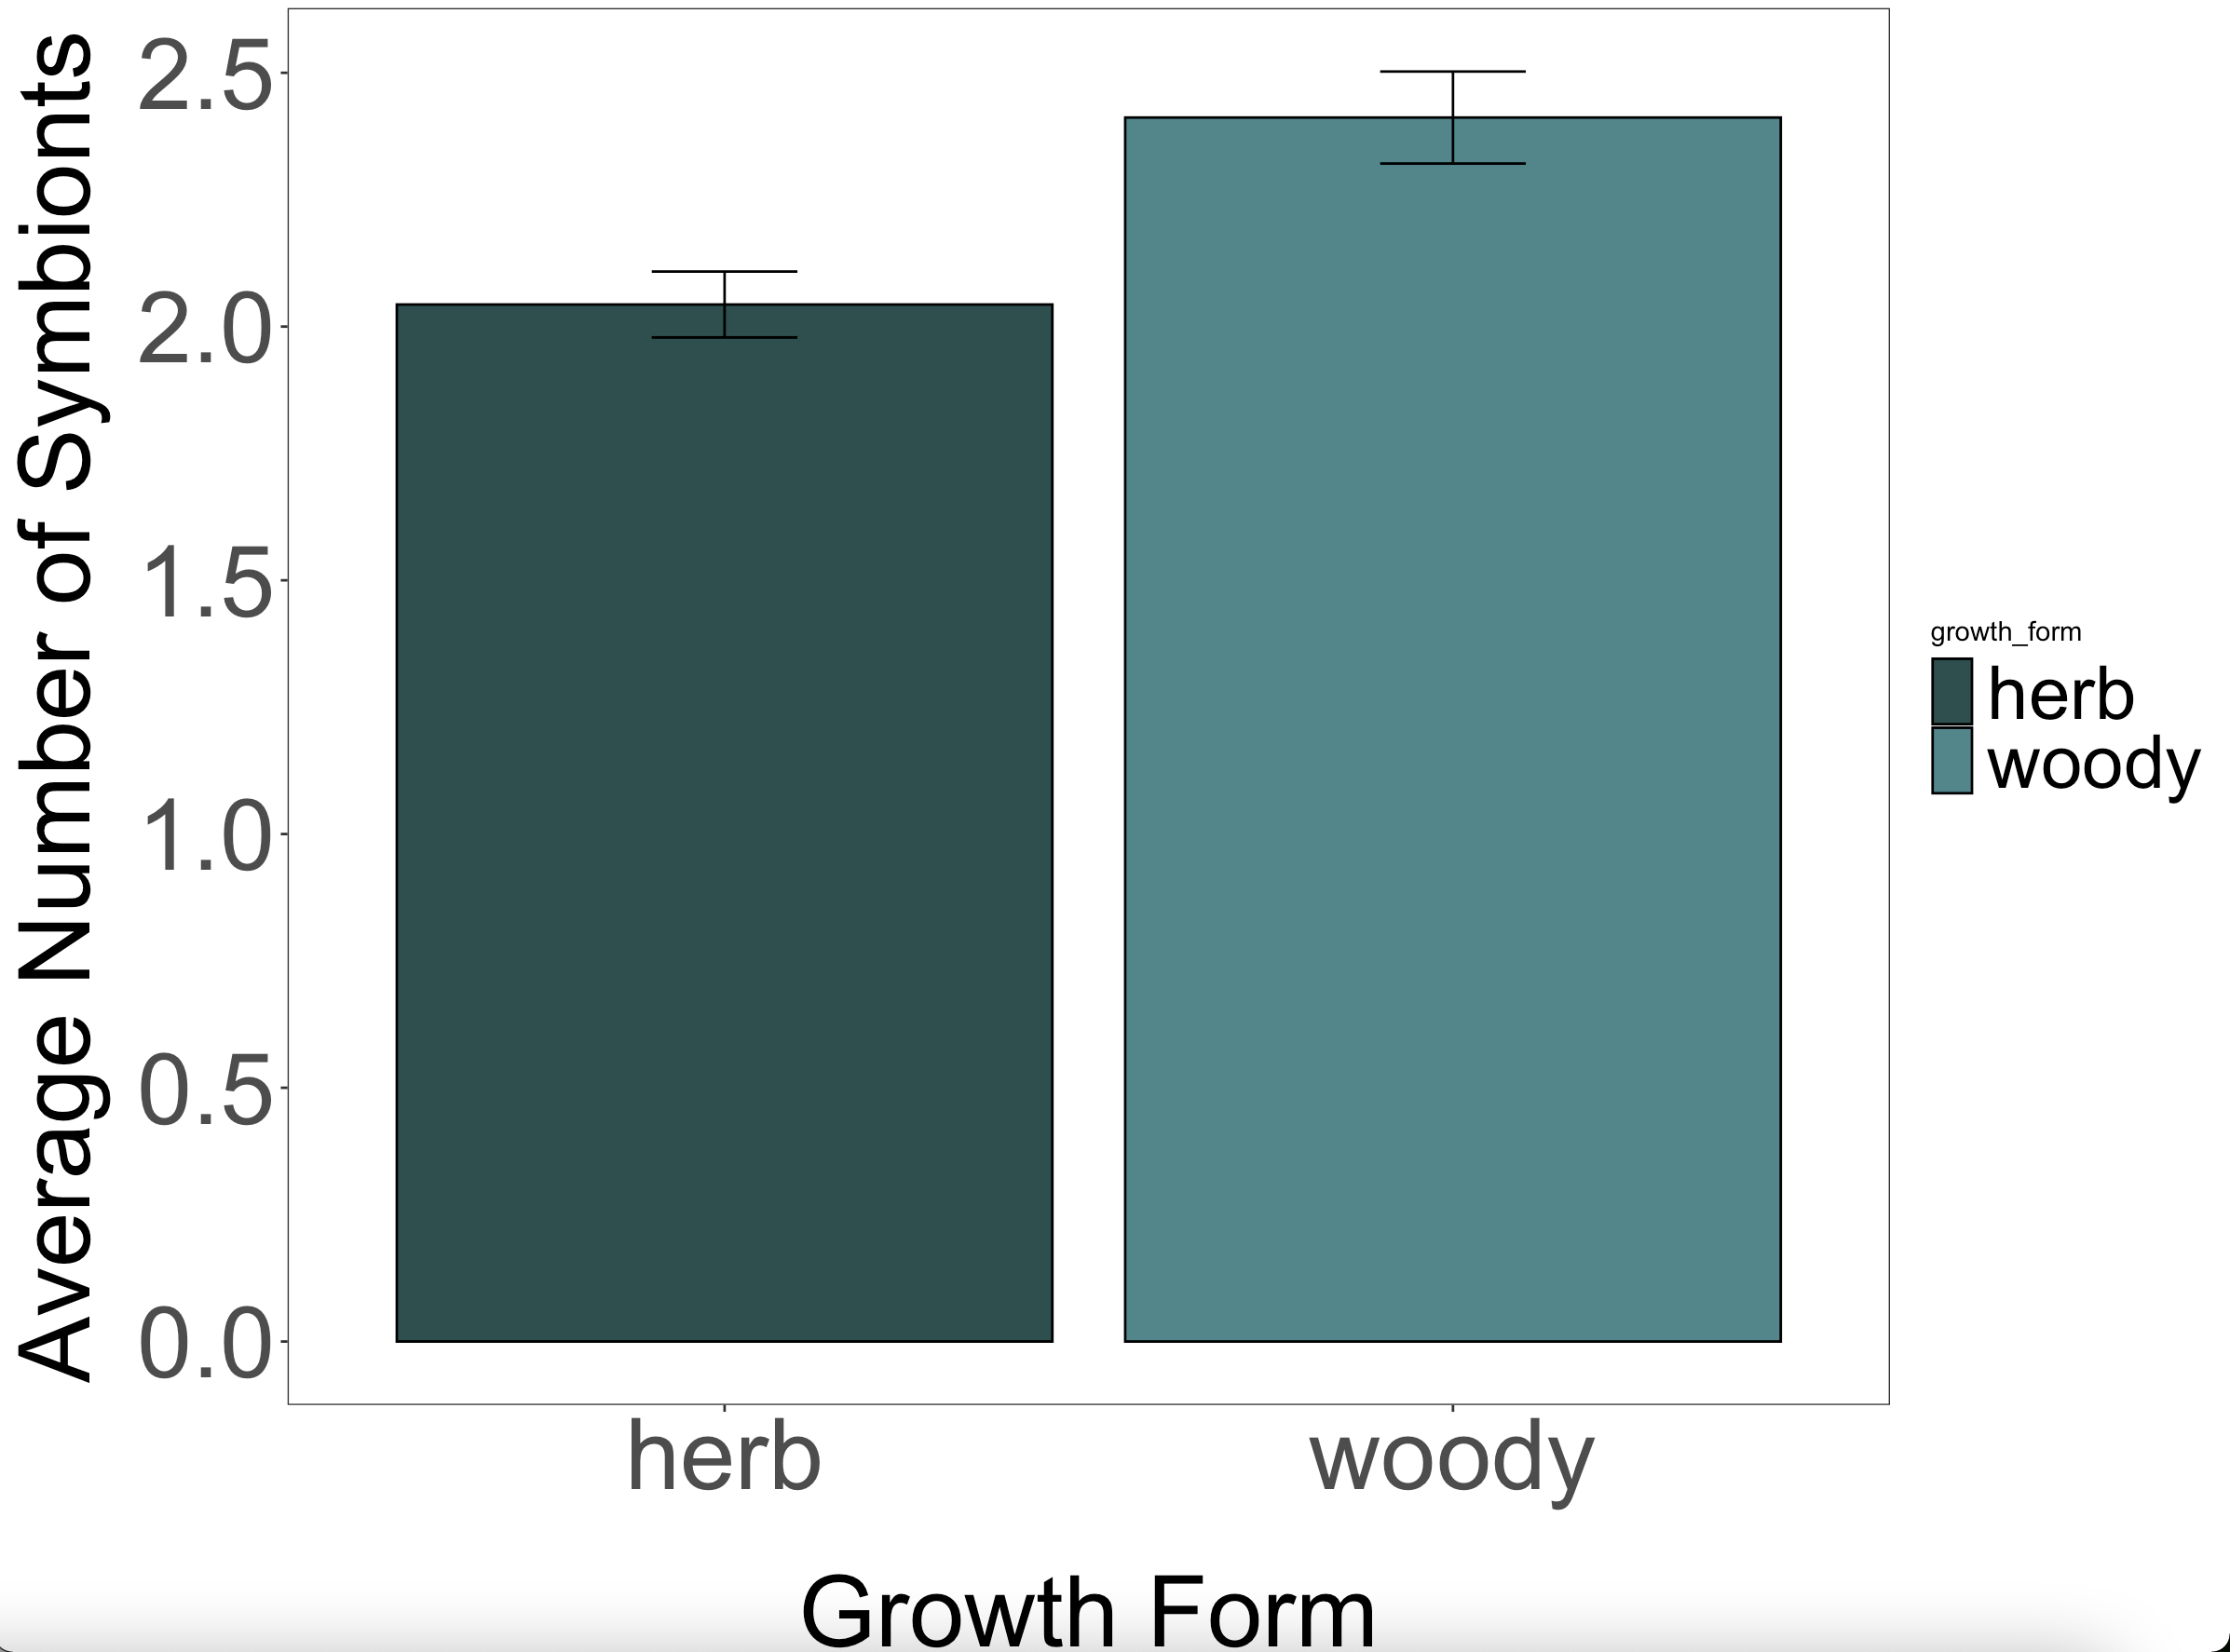 Average Number of Symbionts
2.5
2.0
1.5
1.0
0.5
0.0
herb
woody
Growth Form
growth_form
herb
woody